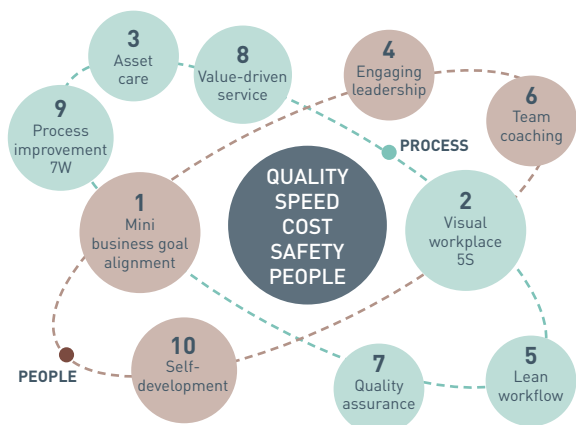 3
Asset
care
8
Value-driven
service
4
Engaging
leadership
6
Team
coaching
9
Process
improvement
7W
PROCESS
1
Mini
business goal
alignment
QUALITY
SPEED
COST
SAFETY
PEOPLE
2
Visual
workplace
5S
PEOPLE
10
Self-
development
7
Quality
assurance
5
Lean
workflow